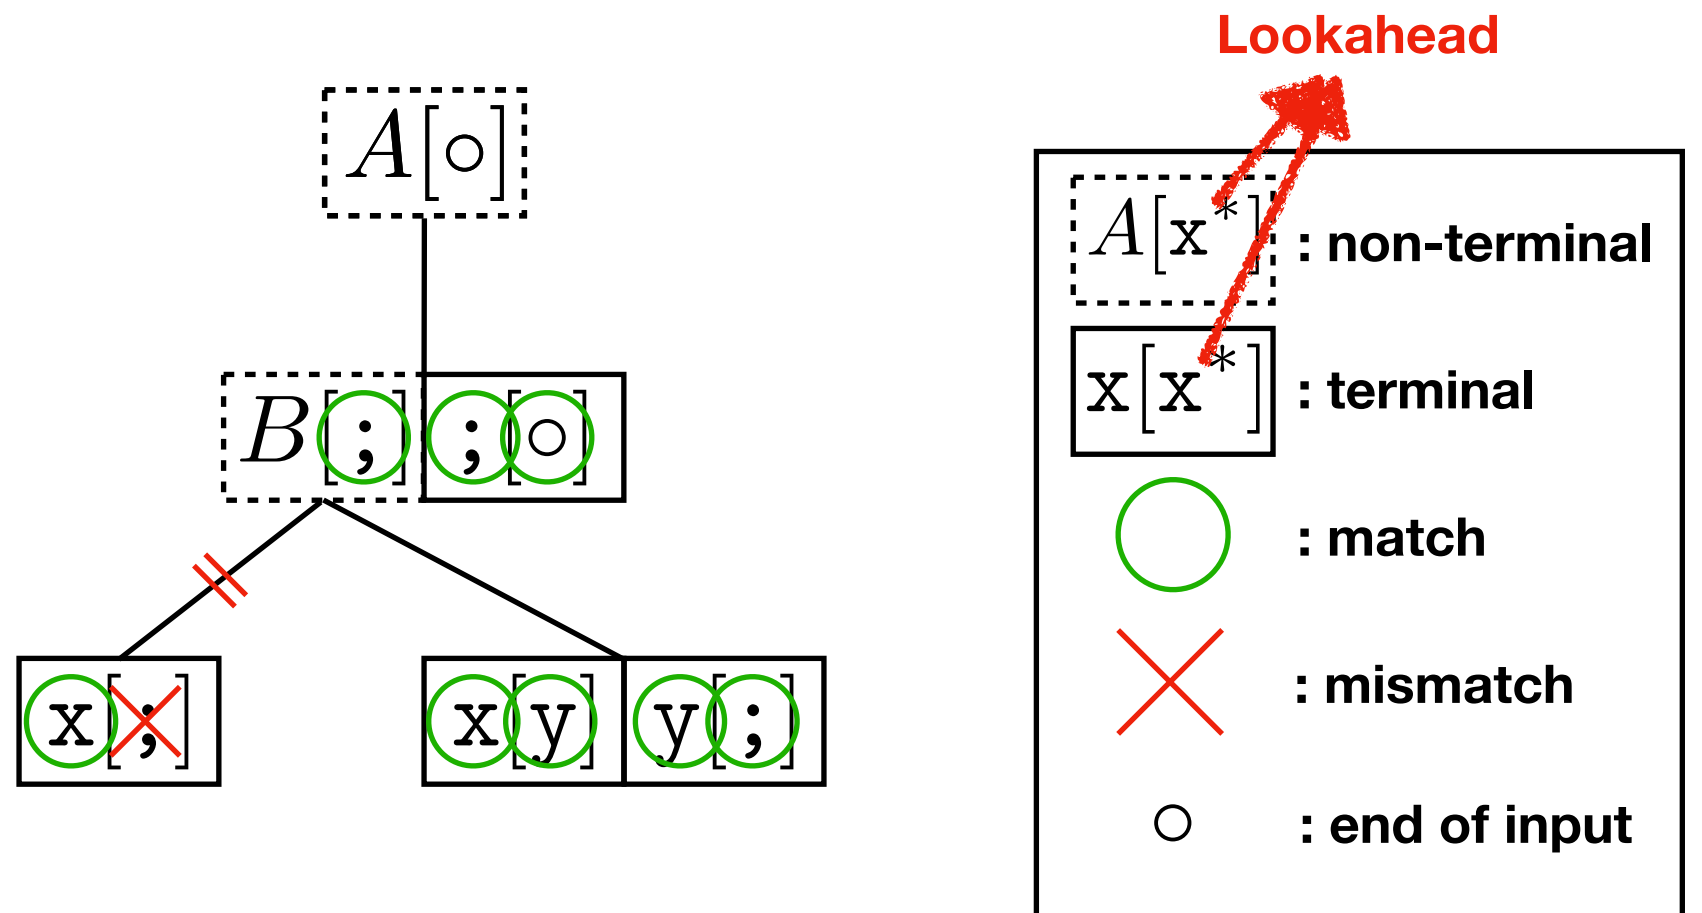 Lookahead
A[○]
B[;] ;[○]
x[;] x[y] y[;]
A[x*] : non-terminal
x[x*] : terminal
: match
: mismatch
○ : end of input